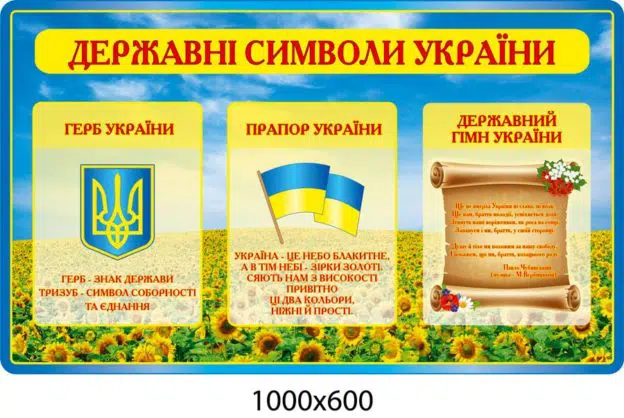 ДЕРЖАВНІ СИМВОЛИ УКРАЇНИ
ГЕРБ УКРАЇНИ
ГЕРБ - ЗНАК ДЕРЖАВИ
ТРИЗУБ - СИМВОЛ СОБОРНОСТІ
ТА ЄДНАННЯ
ПРАПОР УКРАЇНИ
УКРАЇНА - ЦЕ НЕБО БЛАКИТНЕ,
А В ТІМ НЕБІ - ЗІРКИ ЗОЛОТІ.
СЯЮТЬ НАМ З ВИСОКОСТІ
ПРИВІТНО
ЦІ ДВА КОЛЬОРИ,
НІЖНІ Й ПРОСТІ.
ДЕРЖАВНИЙ
ГІМН УКРАЇНИ
Ще не вмерла України ні слава, ні воля.
Ще нам, браття молодії, усміхнеться доля.
Згинуть наші воріженьки, як роса на сонці.
Запануєм і ми, браття, у своїй сторонці.
Душу й тіло ми положим за нашу свободу.
І покажем, що ми, браття, козацького роду.
Павло Чубинський
(музика - М. Вербицького)
1000х600